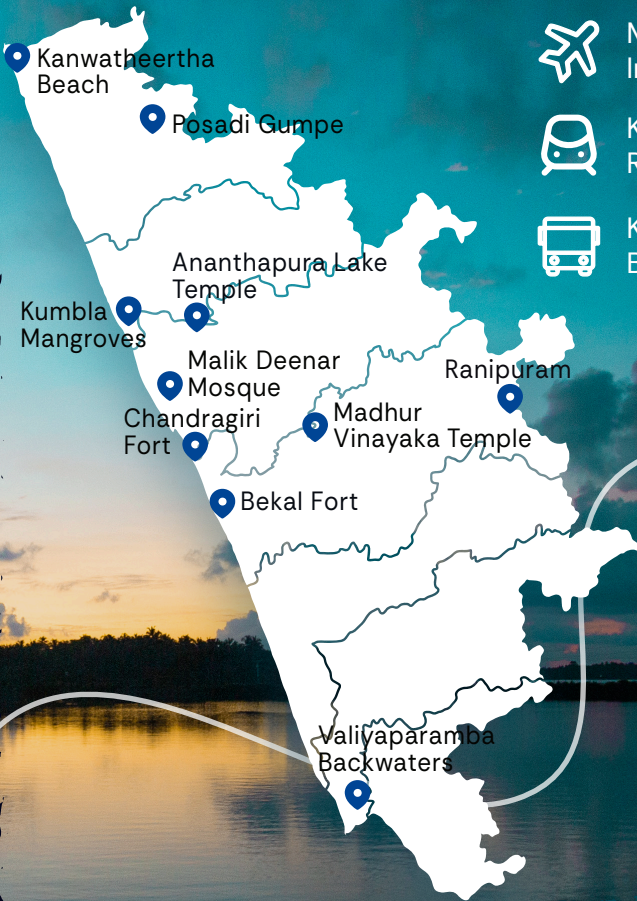 Kanwatheertha
Beach
Posadi Gumpe
Ananthapura Lake
Temple
Kumbla
Mangroves
Malik Deenar
Mosque
Chandragiri
Fort
Ranipuram
Madhur
Vinayaka Temple
Bekal Fort
Valiyaparamba
Backwaters